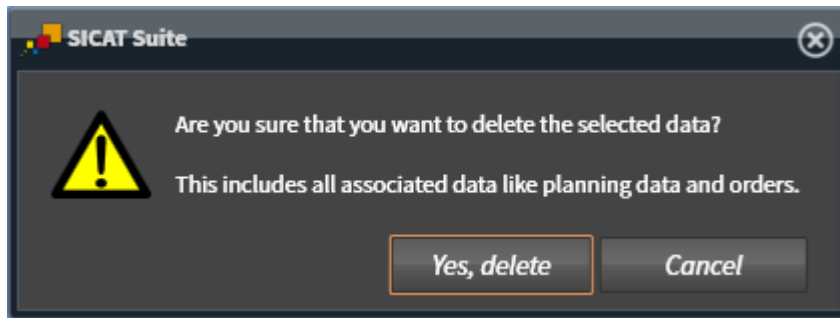 SICAT Suite
Are you sure that you want to delete the selected data?
This includes all associated data like planning data and orders.
Yes, delete
Cancel